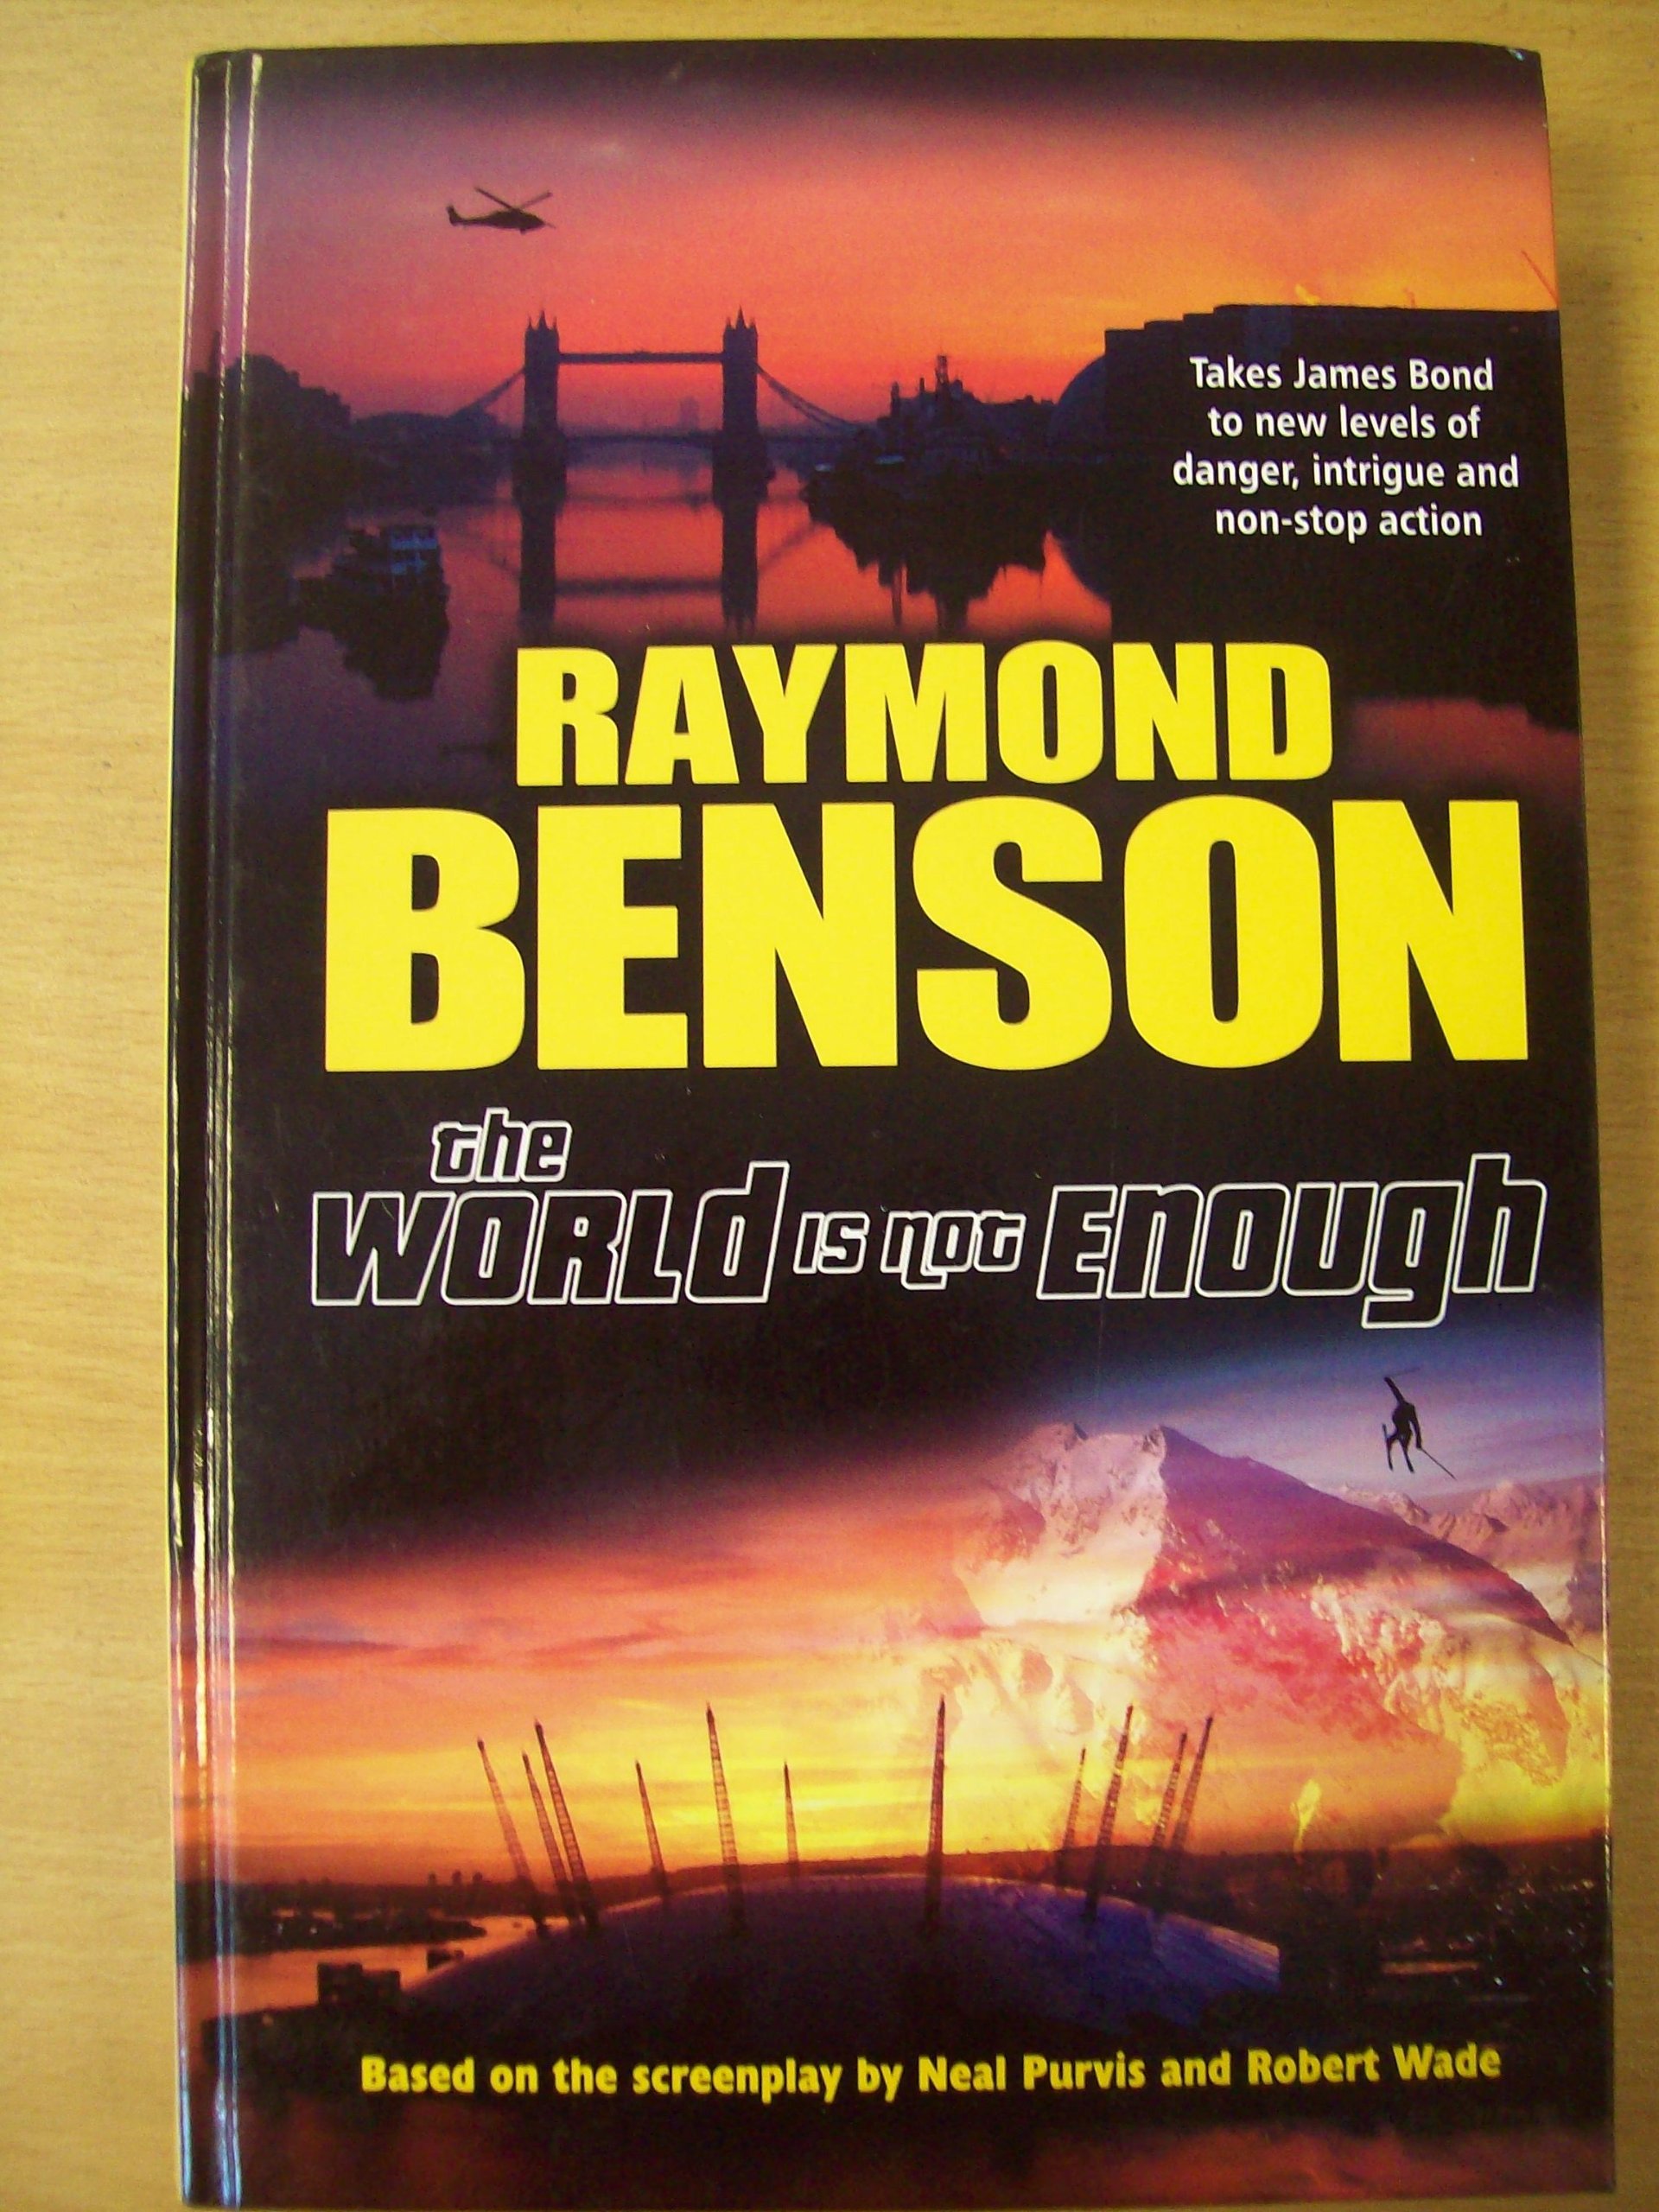 Takes James Bond
to new levels of
danger, intrigue and
non-stop action
RAYMOND
BENSON
the
WORLd is not Enough
Based on the screenplay by Neal Purvis and Robert Wade